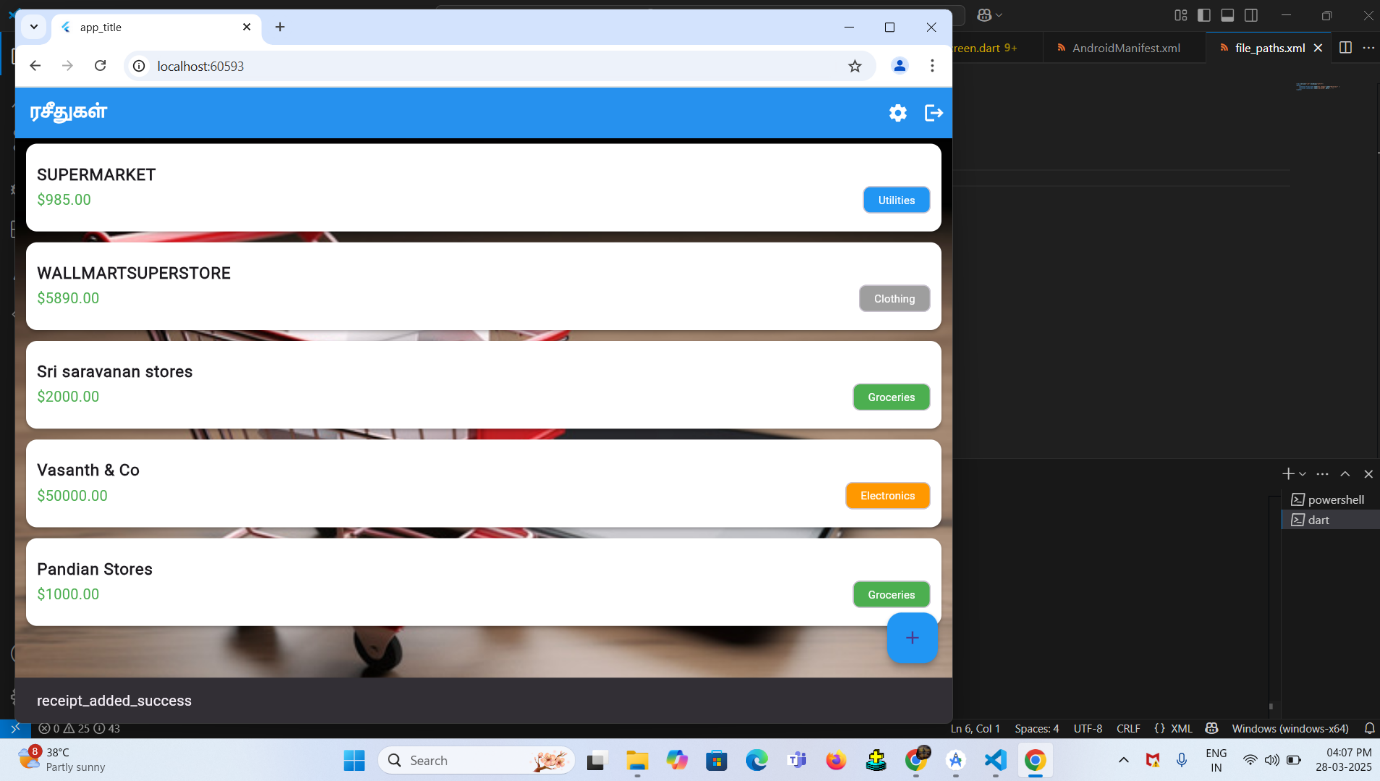 app_title
localhost:60593
reen.dart 9+
AndroidManifest.xml
file_paths.xml
ரசீதுகள்
SUPERMARKET
$985.00
Utilities
WALLMARTSUPERSTORE
$5890.00
Clothing
Sri saravanan stores
$2000.00
Groceries
Vasanth & Co
$50000.00
Electronics
Pandian Stores
$1000.00
Groceries
receipt_added_success
powershell
dart
0 25 43
Ln 6, Col 1 Spaces: 4 UTF-8 CRLF {} XML Windows (windows-x64)
8
38°C
Partly sunny
Search
ENG
IN
04:07 PM
28-03-2025